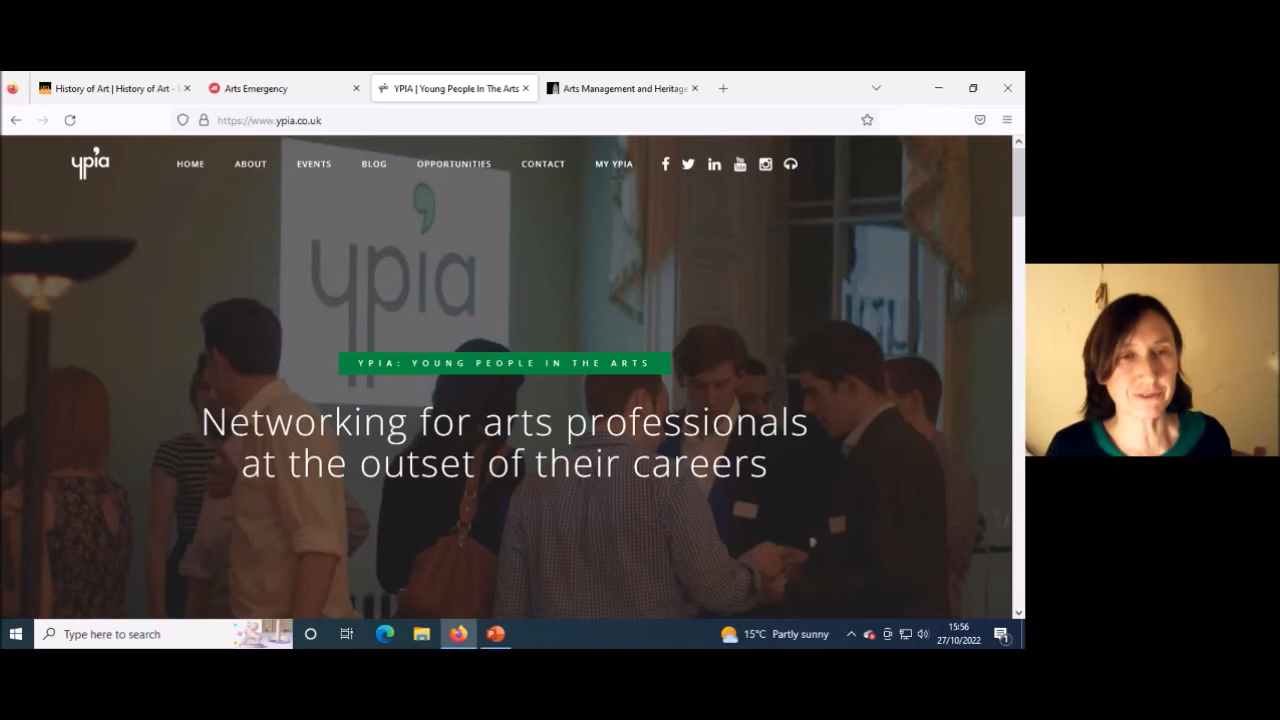 History of Art | History of Art -
Arts Emergency
YPIA | Young People In The Arts
Arts Management and Heritage
https://www.ypia.co.uk
ypia
HOME
ABOUT
EVENTS
BLOG
OPPORTUNITIES
CONTACT
MY YPIA
You
Tube
ypia
YPIA: YOUNG PEOPLE IN THE ARTS
Networking for arts professionals
at the outset of their careers
Type here to search
15°C Partly sunny
15:56
27/10/2022
1